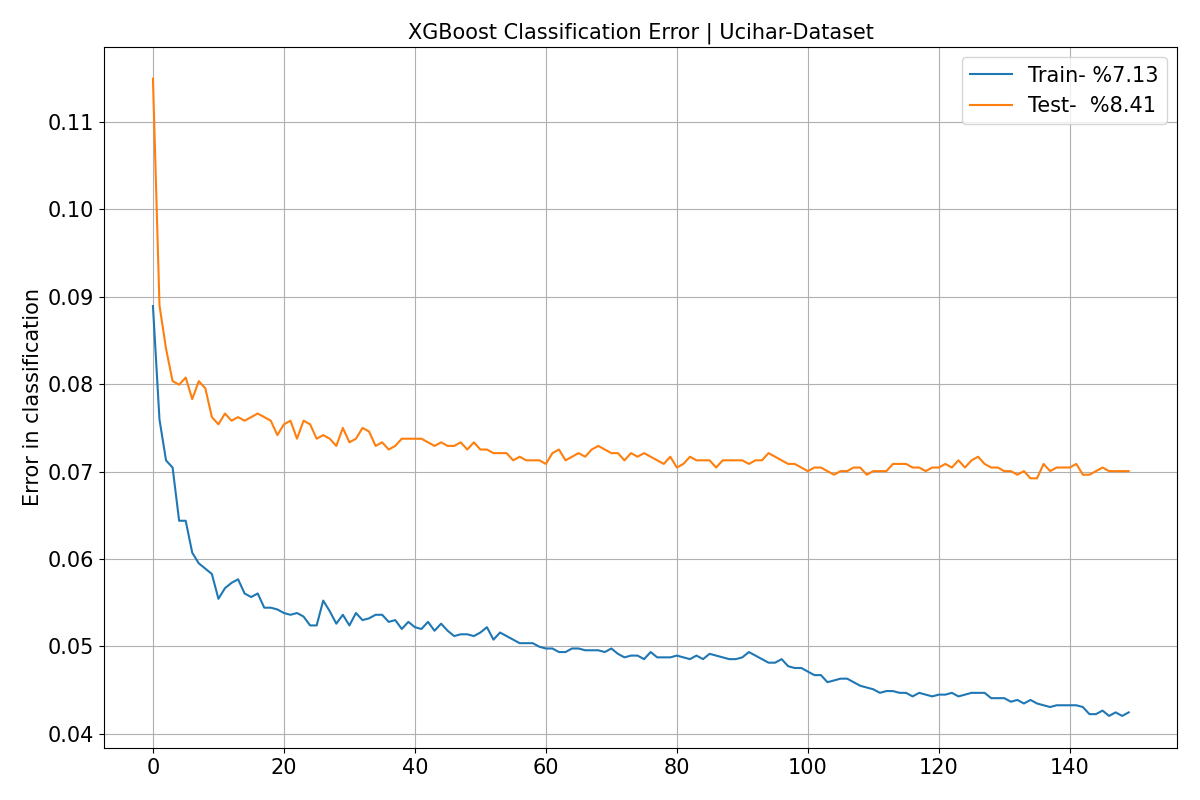 XGBoost Classification Error | Ucihar-Dataset
Train- %7.13
Test-  %8.41
Error in classification
0.11
0.10
0.09
0.08
0.07
0.06
0.05
0.04
0 20 40 60 80 100 120 140